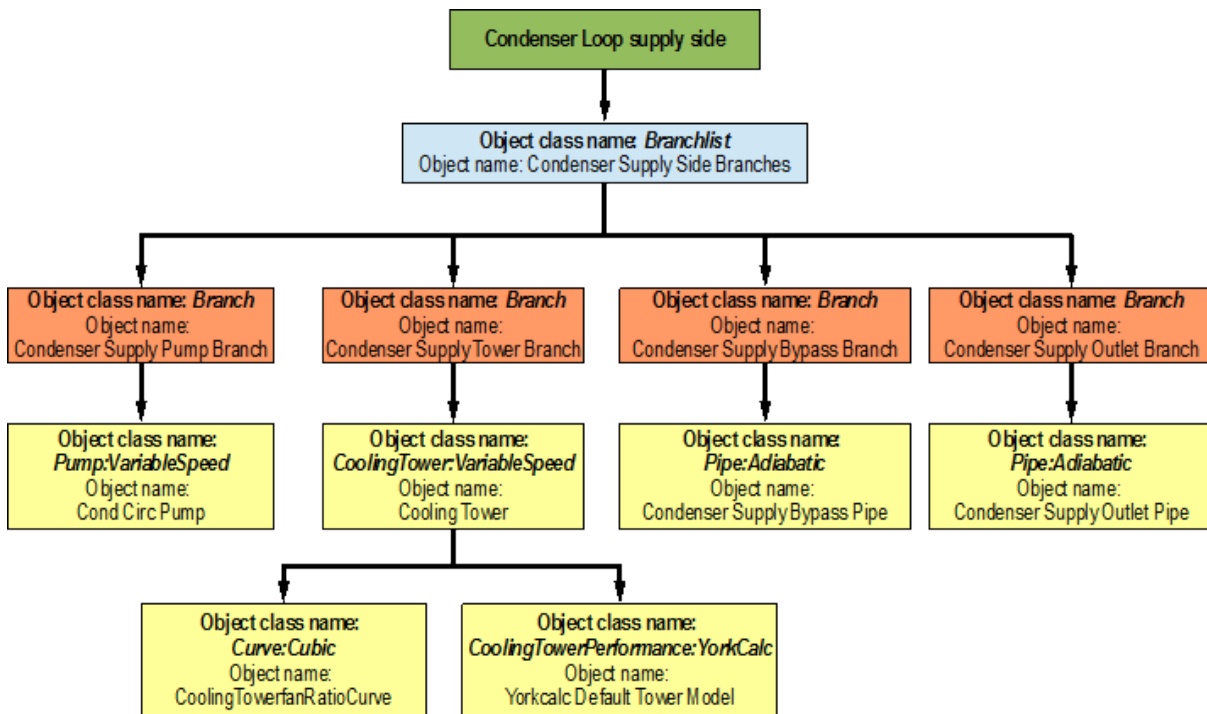 Condenser Loop supply side
Object class name: Branchlist
Object name: Condenser Supply Side Branches
Object class name: Branch
Object name:
Condenser Supply Pump Branch
Object class name: Branch
Object name:
Condenser Supply Tower Branch
Object class name: Branch
Object name:
Condenser Supply Bypass Branch
Object class name: Branch
Object name:
Condenser Supply Outlet Branch
Object class name:
Pump:VariableSpeed
Object name:
Cond Circ Pump
Object class name:
CoolingTower:VariableSpeed
Object name:
Cooling Tower
Object class name:
Pipe:Adiabatic
Object name:
Condenser Supply Bypass Pipe
Object class name:
Pipe:Adiabatic
Object name:
Condenser Supply Outlet Pipe
Object class name:
Curve:Cubic
Object name:
CoolingTowerfanRatioCurve
Object class name:
CoolingTowerPerformance:YorkCalc
Object name:
Yorkcalc Default Tower Model